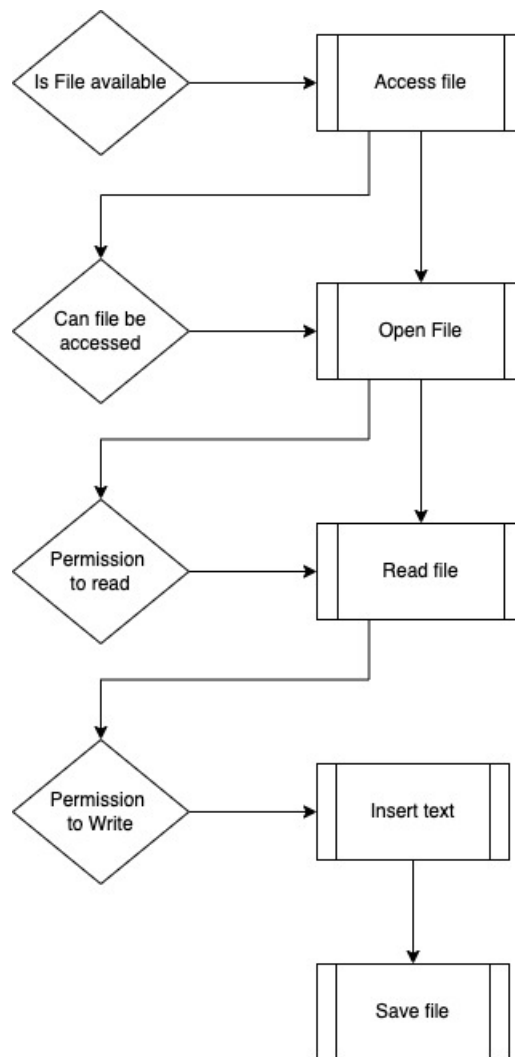 Is File available
Access file
Can file be
accessed
Open File
Permission
to read
Read file
Permission
to Write
Insert text
Save file